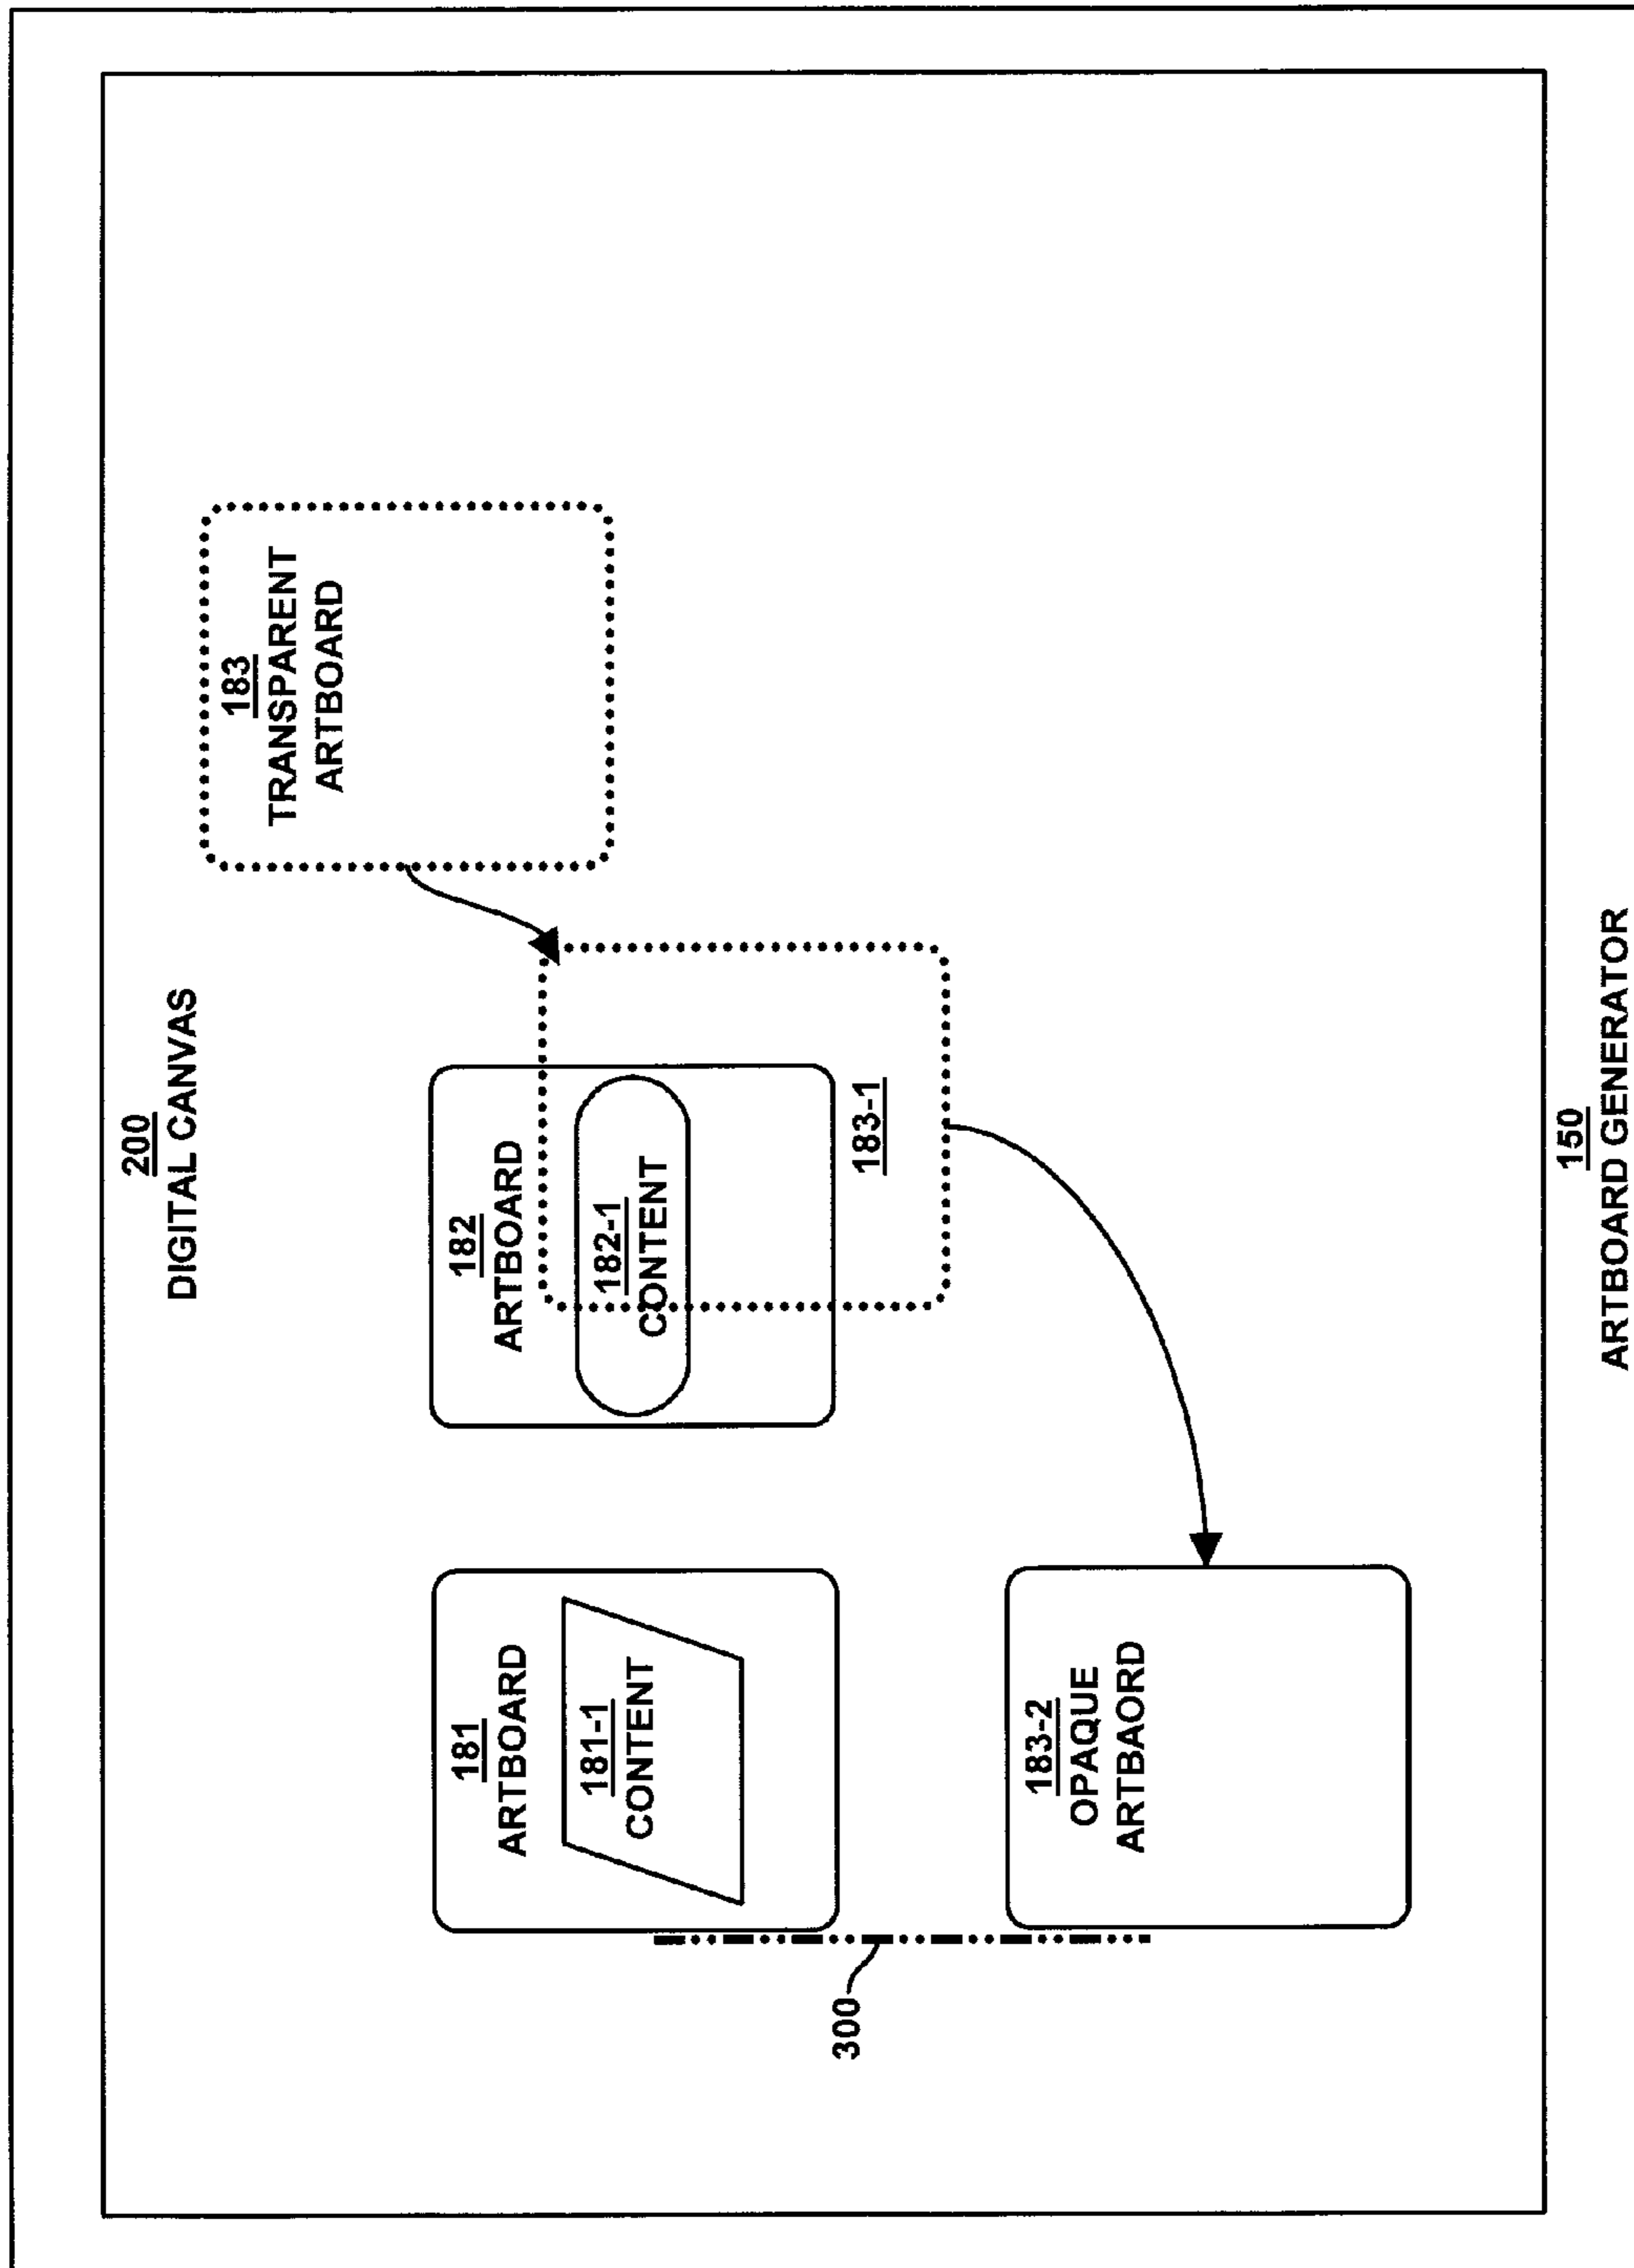 200
DIGITAL CANVAS
183
TRANSPARENT
ARTBOARD
181
ARTBOARD
181-1
CONTENT
182
ARTBOARD
182-1
CONTENT
183-1
300
183-2
OPAQUE
ARTBAORD
150
ARTBOARD GENERATOR